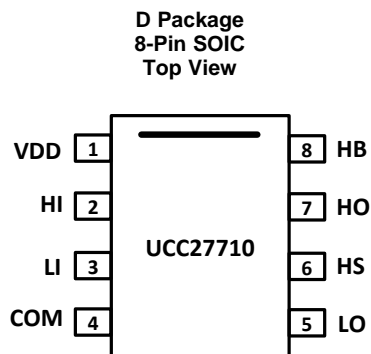 D Package
8-Pin SOIC
Top View
VDD 1 8 HB
HI 2 7 HO
UCC27710
LI 3 6 HS
COM 4 5 LO